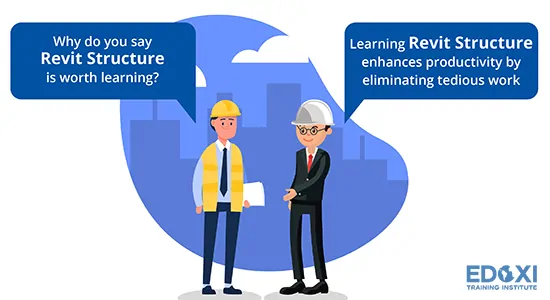 Why do you say
Revit Structure
is worth learning?
Learning Revit Structure
enhances productivity by
eliminating tedious work
EDOXI
TRAINING INSTITUTE